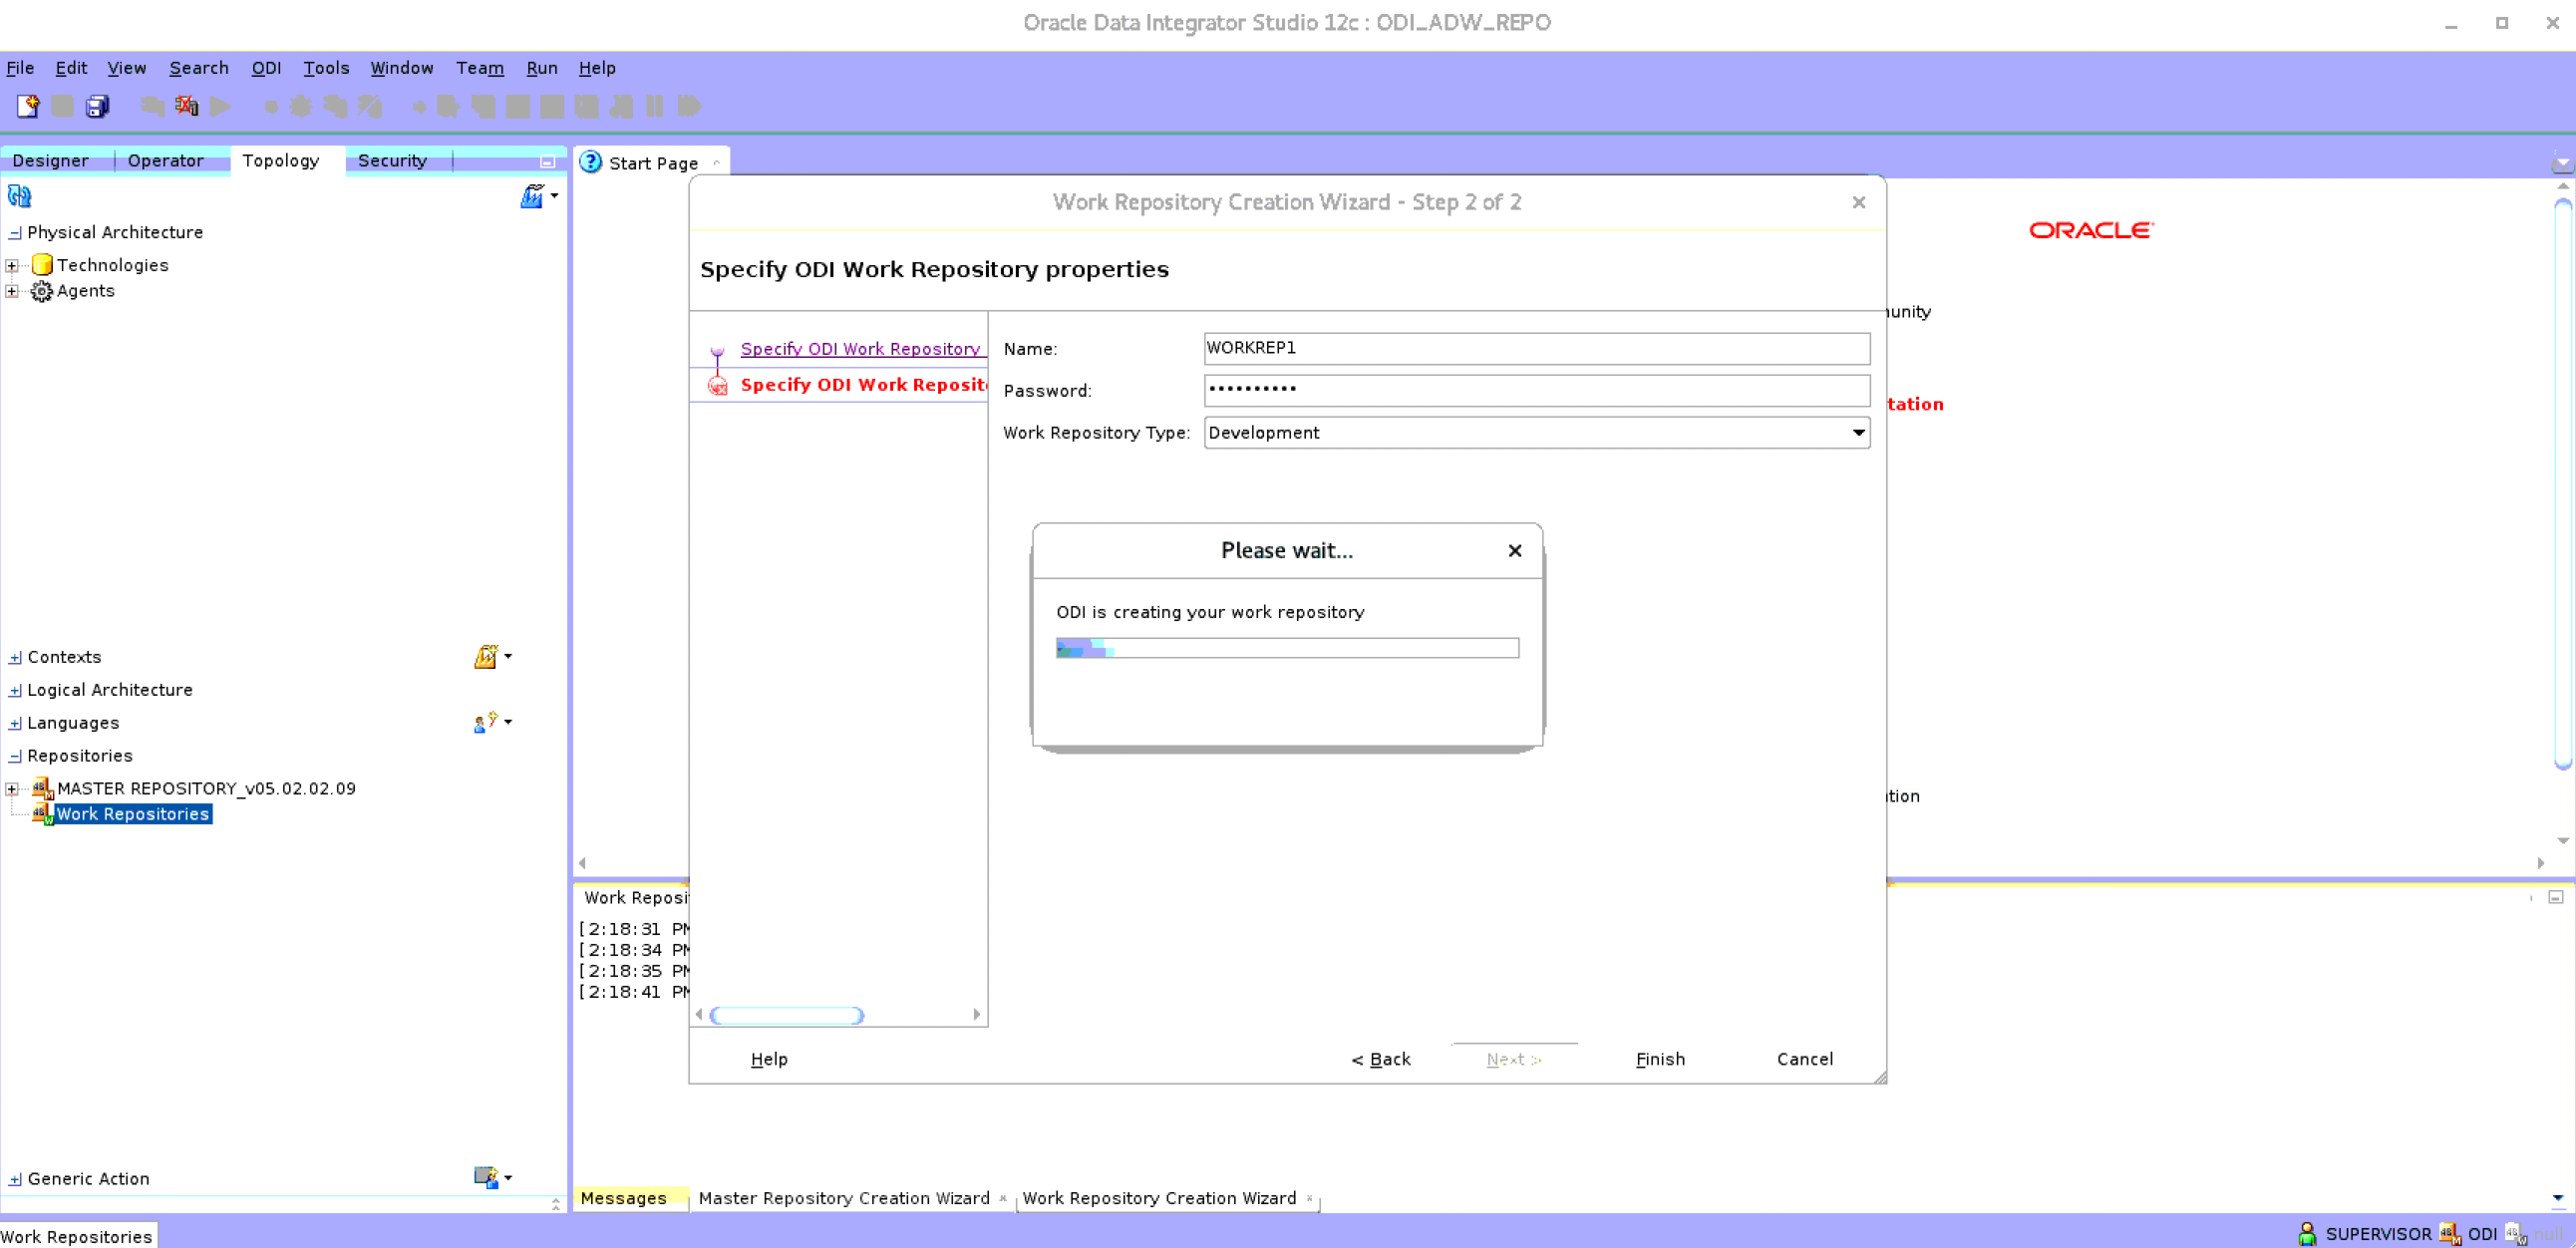 Oracle Data Integrator Studio 12c : ODI_ADW_REPO
File Edit View Search ODI Tools Window Team Run Help
Designer Operator Topology Security
Start Page
Physical Architecture
Technologies
Agents
Contexts
Logical Architecture
Languages
Repositories
MASTER REPOSITORY_v05.02.02.09
Work Repositories
Generic Action
Work Repository Creation Wizard - Step 2 of 2
Specify ODI Work Repository properties
Specify ODI Work Repository
Specify ODI Work Reposit
Name: WORKREP1
Password: ••••••••••
Work Repository Type: Development
Please wait...
ODI is creating your work repository
Help < Back Next > Finish Cancel
ORACLE
unity
tation
tion
Work Reposi
[2:18:31 PM
[2:18:34 PM
[2:18:35 PM
[2:18:41 PM
Messages Master Repository Creation Wizard Work Repository Creation Wizard
Work Repositories
SUPERVISOR ODI null